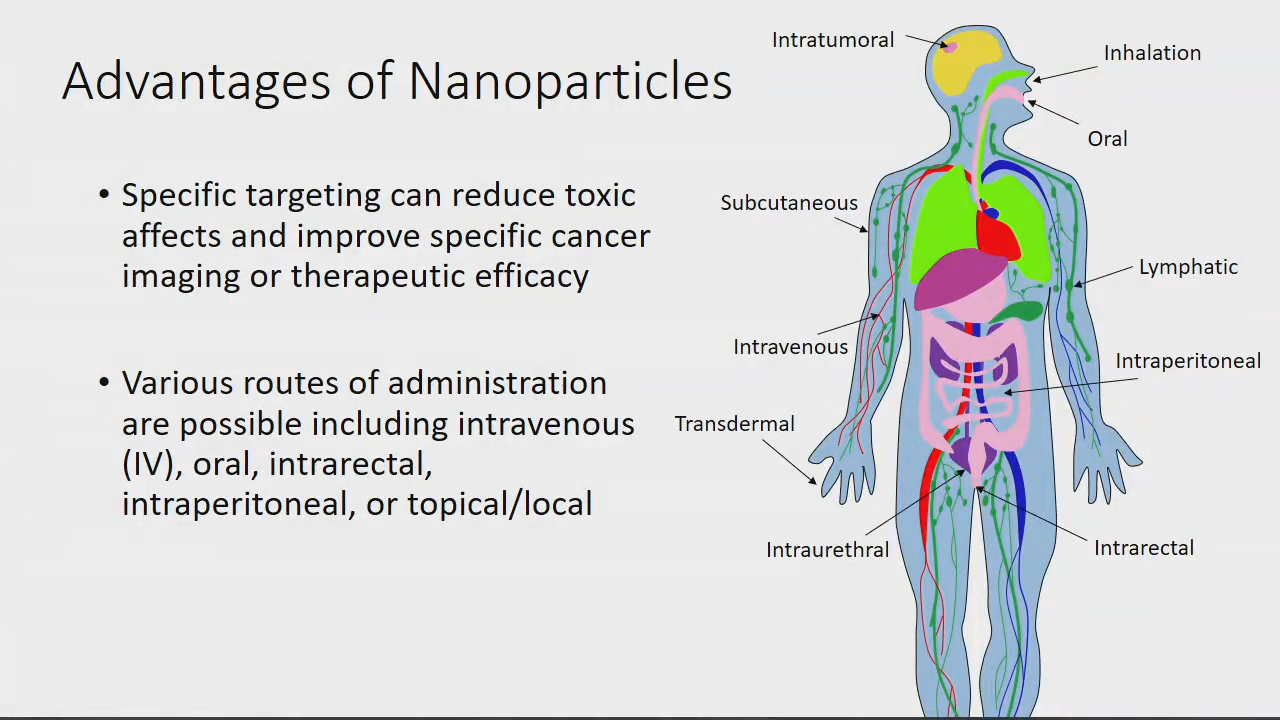 Advantages of Nanoparticles
• Specific targeting can reduce toxic
affects and improve specific cancer
imaging or therapeutic efficacy
• Various routes of administration
are possible including intravenous
(IV), oral, intrarectal,
intraperitoneal, or topical/local
Intratumoral
Inhalation
Oral
Subcutaneous
Lymphatic
Intravenous
Intraperitoneal
Transdermal
Intraurethral
Intrarectal